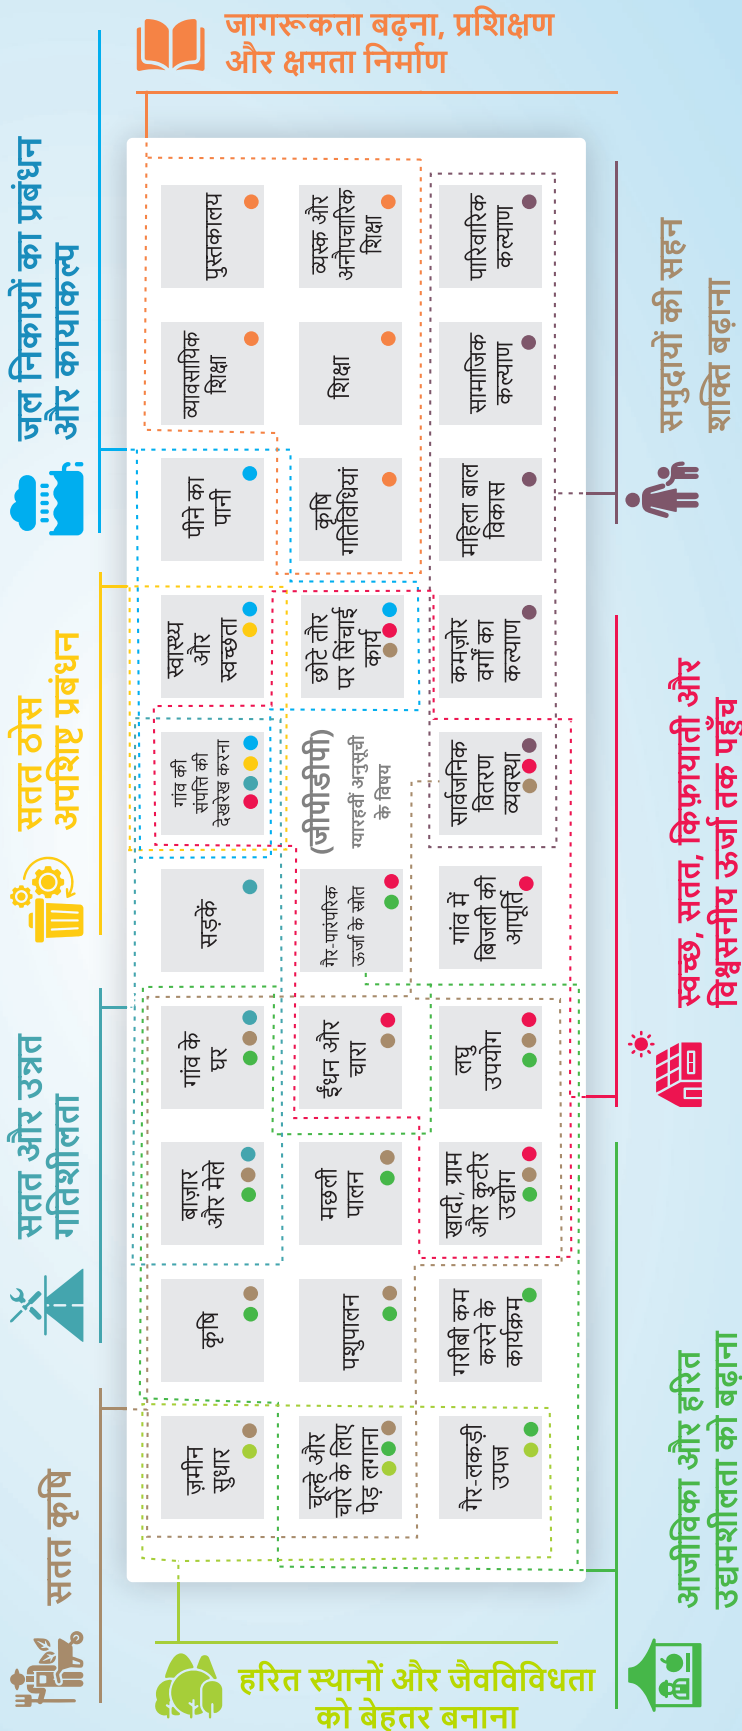 जागरूकता बढ़ना, प्रशिक्षण
और क्षमता निर्माण
जल निकायों का प्रबंधन
और कायाकल्प
सतत ठोस
अपशिष्ट प्रबंधन
सतत और उन्नत
गतिशीलता
सतत कृषि
पुस्तकालय
व्यस्क और
अनौपचारिक
शिक्षा
पारिवारिक
कल्याण
व्यावसायिक
शिक्षा
शिक्षा
सामाजिक
कल्याण
पीने का
पानी
कृषि
गतिविधियां
महिला बाल
विकास
स्वास्थ्य
और
स्वच्छता
छोटे तौर
पर सिंचाई
कार्य
कमज़ोर
वर्गों का
कल्याण
गांव की
संपत्ति की
देखरेख करना
(जीपीडीपी)
ग्यारहवीं अनुसूची
के विषय
सार्वजनिक
वितरण
व्यवस्था
सड़कें
गैर-पारंपरिक
ऊर्जा के स्रोत
गांव में
बिजली की
आपूर्ति
गांव के
घर
ईंधन और
चारा
लघु
उपयोग
बाज़ार
और मेले
मछली
पालन
खादी, ग्राम
और कुटीर
उद्योग
कृषि
पशुपालन
गरीबी कम
करने के
कार्यक्रम
ज़मीन
सुधार
चूल्हे और
चारे के लिए
पेड़ लगाना
गैर-लकड़ी
उपज
समुदायों की सहन
शक्ति बढ़ाना
स्वच्छ, सतत, किफ़ायाती और
विश्वसनीय ऊर्जा तक पहुँच
आजीविका और हरित
उद्यमशीलता को बढ़ाना
हरित स्थानों और जैवविविधता
को बेहतर बनाना